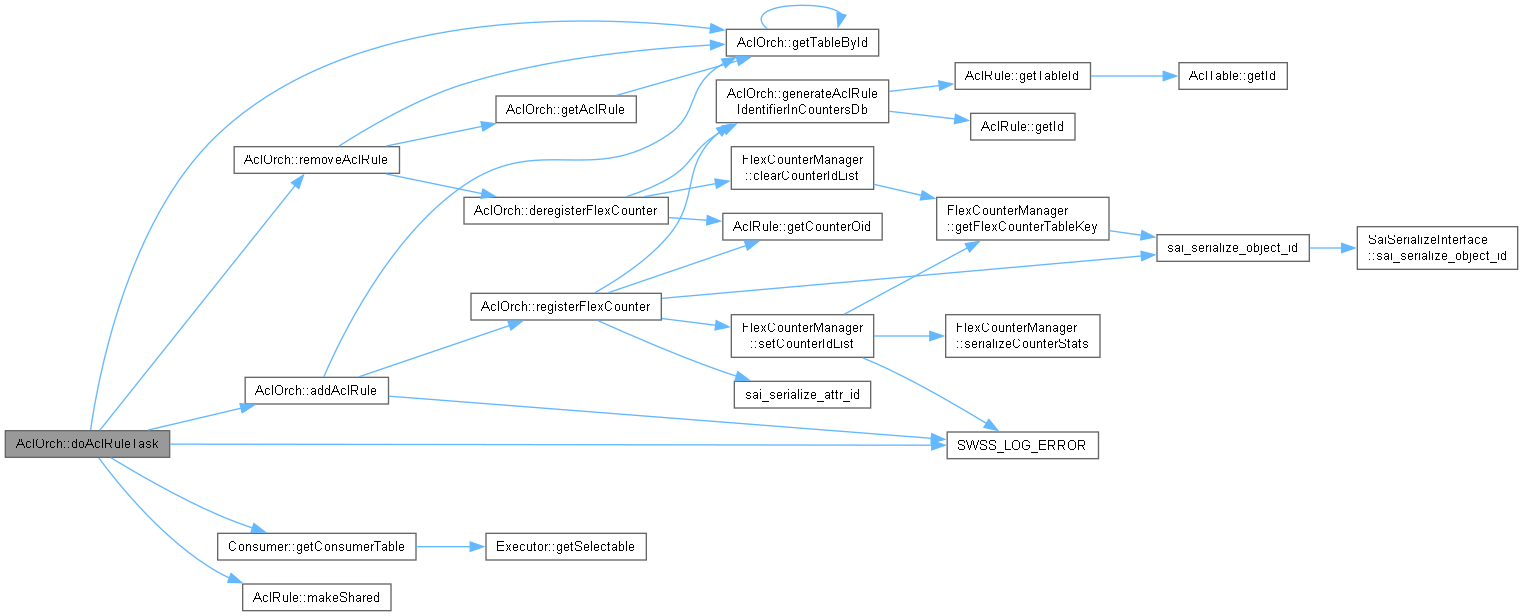 AclOrch::getTableById
AclRule::getTableId
AclTable::getId
AclOrch::generateAclRule
IdentifierInCountersDb
AclOrch::getAclRule
AclRule::getId
AclOrch::removeAclRule
FlexCounterManager
::clearCounterIdList
AclOrch::deregisterFlexCounter
FlexCounterManager
::getFlexCounterTableKey
AclRule::getCounterOid
sai_serialize_object_id
SaiSerializeInterface
::sai_serialize_object_id
AclOrch::registerFlexCounter
FlexCounterManager
::setCounterIdList
FlexCounterManager
::serializeCounterStats
AclOrch::addAclRule
sai_serialize_attr_id
AclOrch::doAclRuleTask
SWSS_LOG_ERROR
Consumer::getConsumerTable
Executor::getSelectable
AclRule::makeShared